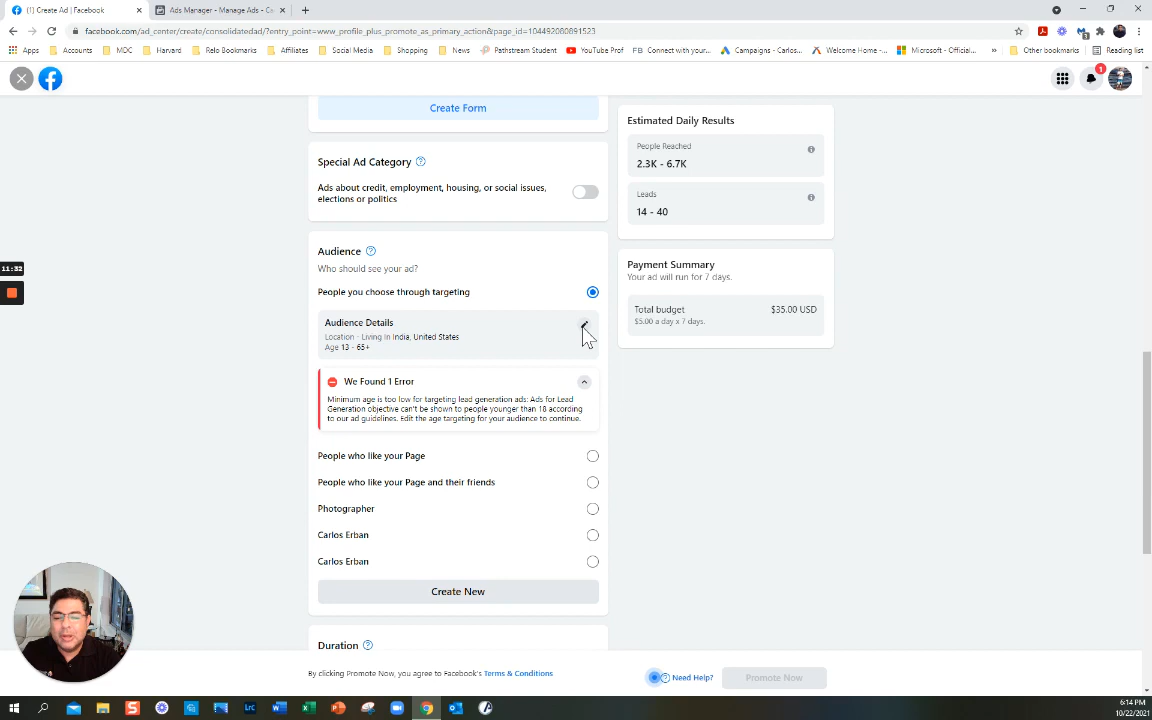 (1) Create Ad | Facebook
Ads Manager - Manage Ads - Ca
facebook.com/ad_center/create/consolidatedad/?entry_point=www_profile_plus_promote_as_primary_action&page_id=104492080891523
Apps
Accounts
MDC
Harvard
Relo Bookmarks
Affiliates
Social Media
Shopping
News
Pathstream Student
YouTube Prof
Connect with your...
Campaigns - Carlos...
Welcome Home -...
Microsoft - Official...
»
Other bookmarks
Reading list
1
Create Form
Special Ad Category
Ads about credit, employment, housing, or social issues,
elections or politics
Audience
Who should see your ad?
People you choose through targeting
Audience Details
Location - Living In India, United States
Age 13 - 65+
We Found 1 Error
Minimum age is too low for targeting lead generation ads: Ads for Lead
Generation objective can't be shown to people younger than 18 according
to our ad guidelines. Edit the age targeting for your audience to continue.
People who like your Page
People who like your Page and their friends
Photographer
Carlos Erban
Carlos Erban
Create New
Duration
Estimated Daily Results
People Reached
2.3K - 6.7K
Leads
14 - 40
Payment Summary
Your ad will run for 7 days.
Total budget
$35.00 USD
$5.00 a day x 7 days.
By clicking Promote Now, you agree to Facebook's Terms & Conditions
Need Help?
Promote Now
11:32
6:14 PM
10/22/2021